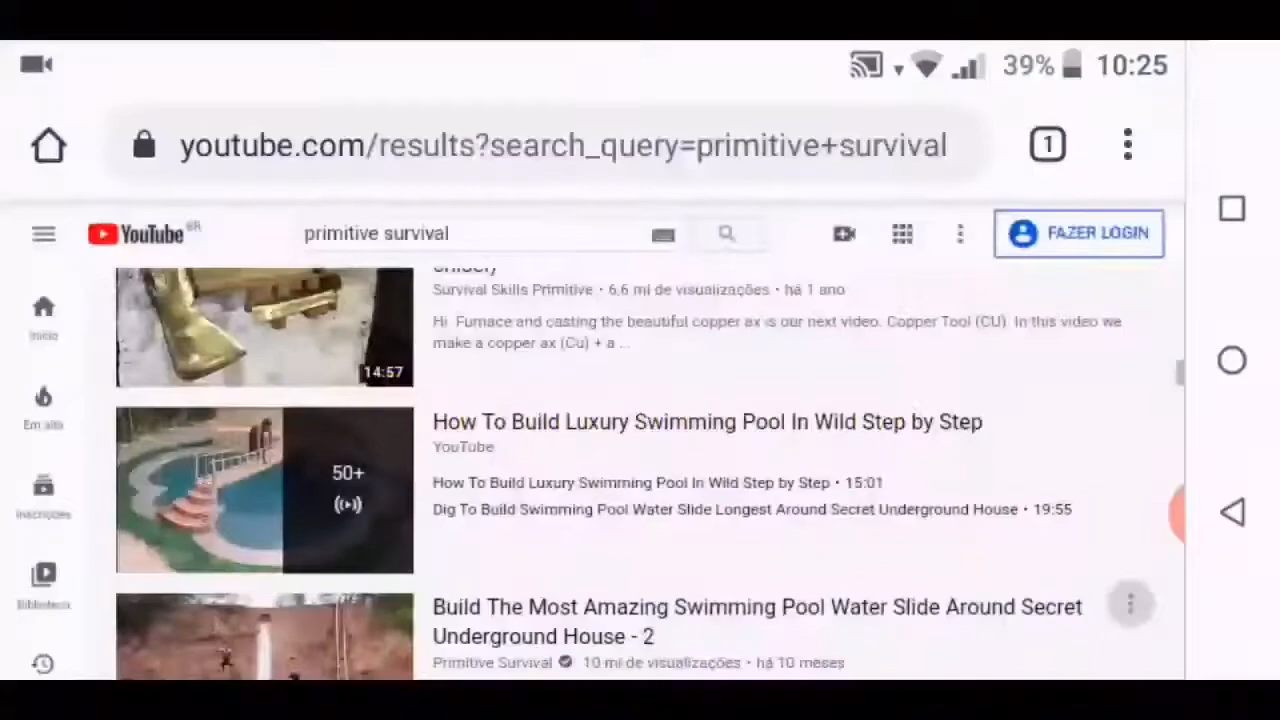 39% 10:25
youtube.com/results?search_query=primitive+survival 1
YouTube BR primitive survival FAZER LOGIN
Survival Skills Primitive • 6,6 mi de visualizações • há 1 ano
Hi Furnace and casting the beautiful copper ax is our next video. Copper Tool (CU) In this video we
make a copper ax (Cu) + a ...
14:57
Início
Em alta
Inscrições
Biblioteca
How To Build Luxury Swimming Pool In Wild Step by Step
YouTube
50+
How To Build Luxury Swimming Pool In Wild Step by Step • 15:01
Dig To Build Swimming Pool Water Slide Longest Around Secret Underground House • 19:55
Build The Most Amazing Swimming Pool Water Slide Around Secret
Underground House - 2
Primitive Survival 10 mi de visualizações • há 10 meses